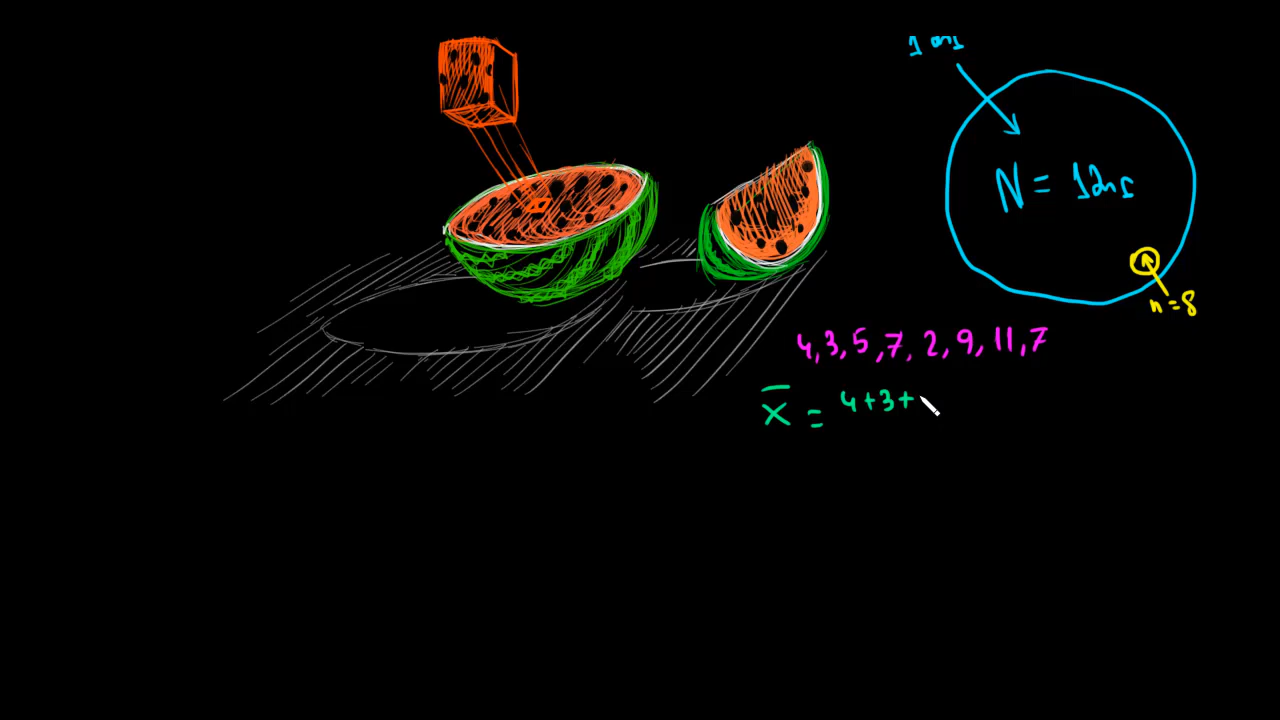 N =
n = 8
4, 3, 5, 7, 2, 9, 11, 7
x̄ = 4 + 3 +